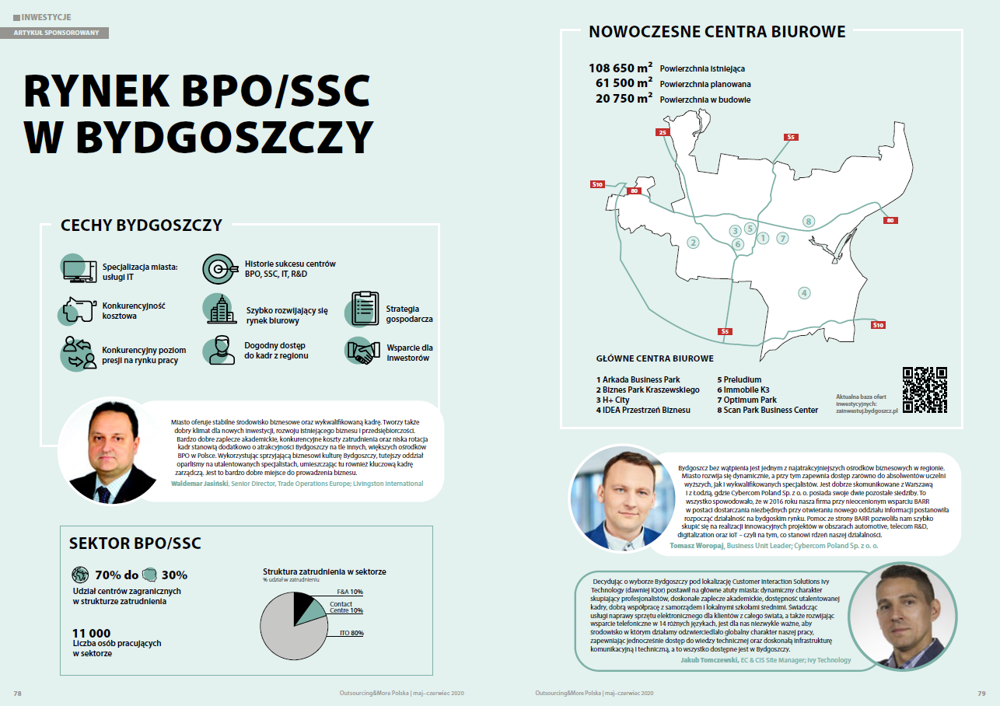 INWESTYCJE
ARTYKUŁ SPONSOROWANY
RYNEK BPO/SSC
W BYDGOSZCZY
CECHY BYDGOSZCZY
Specjalizacja miasta:
usługi IT
Historie sukcesu centrów
BPO, SSC, IT, R&D
Konkurencyjność
kosztowa
Szybko rozwijający się
rynek biurowy
Strategia
gospodarcza
Konkurencyjny poziom
presji na rynku pracy
Dogodny dostęp
do kadr z regionu
Wsparcie dla
inwestorów
Miasto oferuje stabilne środowisko biznesowe oraz wykwalifikowaną kadrę. Tworzy także
dobry klimat dla nowych inwestycji, rozwoju istniejącego biznesu i przedsiębiorczości.
Bardzo dobre zaplecze akademickie, konkurencyjne koszty zatrudnienia oraz niska rotacja
kadr stanowią dodatkowo o atrakcyjności Bydgoszczy na tle innych, większych ośrodków
BPO w Polsce. Wykorzystując sprzyjającą biznesowi kulturę Bydgoszczy, tutejszy oddział
oparliśmy na utalentowanych specjalistach, umieszczając tu również kluczową kadrę
zarządczą. Jest to bardzo dobre miejsce do prowadzenia biznesu.
Waldemar Jasiński, Senior Director, Trade Operations Europe; Livingston International
SEKTOR BPO/SSC
70% do 30%
Udział centrów zagranicznych
w strukturze zatrudnienia
11 000
Liczba osób pracujących
w sektorze
Struktura zatrudnienia w sektorze
% udział w zatrudnieniu
F&A 10%
Contact
Centre 10%
ITO 80%
78
Outsourcing&More Polska | maj–czerwiec 2020
NOWOCZESNE CENTRA BIUROWE
108 650 m² Powierzchnia istniejąca
61 500 m² Powierzchnia planowana
20 750 m² Powierzchnia w budowie
25
S5
S10
80
80
8
3
5
1
7
2
6
4
S10
S5
GŁÓWNE CENTRA BIUROWE
1 Arkada Business Park
2 Biznes Park Kraszewskiego
3 H+ City
4 IDEA Przestrzeń Biznesu
5 Preludium
6 Immobile K3
7 Optimum Park
8 Scan Park Business Center
Aktualna baza ofert
inwestycyjnych:
zainwestuj.bydgoszcz.pl
Bydgoszcz bez wątpienia jest jednym z najatrakcyjniejszych ośrodków biznesowych w regionie.
Miasto rozwija się dynamicznie, a przy tym zapewnia dostęp zarówno do absolwentów uczelni
wyższych, jak i wykwalifikowanych specjalistów. Jest dobrze skomunikowane z Warszawą
i z Łodzią, gdzie Cybercom Poland Sp. z o. o. posiada swoje dwie pozostałe siedziby. To
wszystko spowodowało, że w 2016 roku nasza firma przy nieocenionym wsparciu BARR
w postaci dostarczania niezbędnych przy otwieraniu nowego oddziału informacji postanowiła
rozpocząć działalność na bydgoskim rynku. Pomoc ze strony BARR pozwoliła nam szybko
skupić się na realizacji innowacyjnych projektów w obszarach automotive, telecom R&D,
digitalization oraz IoT – czyli na tym, co stanowi rdzeń naszej działalności.
Tomasz Woropaj, Business Unit Leader; Cybercom Poland Sp. z o. o.
Decydując o wyborze Bydgoszczy pod lokalizację Customer Interaction Solutions Ivy
Technology (dawniej iQor) postawił na główne atuty miasta: dynamiczny charakter
skupiający profesjonalistów, doskonałe zaplecze akademickie, dostępność utalentowanej
kadry, dobrą współpracę z samorządem i lokalnymi szkołami średnimi. Świadcząc
usługi naprawy sprzętu elektronicznego dla klientów z całego świata, a także rozwijając
wsparcie telefoniczne w 14 różnych językach, jest dla nas niezwykle ważne, aby
środowisko w którym działamy odzwierciedlało globalny charakter naszej pracy,
zapewniając jednocześnie dostęp do wiedzy technicznej oraz doskonałą infrastrukturę
komunikacyjną i techniczną, a to wszystko dostępne jest w Bydgoszczy.
Jakub Tomczewski, EC & CIS Site Manager; Ivy Technology
Outsourcing&More Polska | maj–czerwiec 2020
79